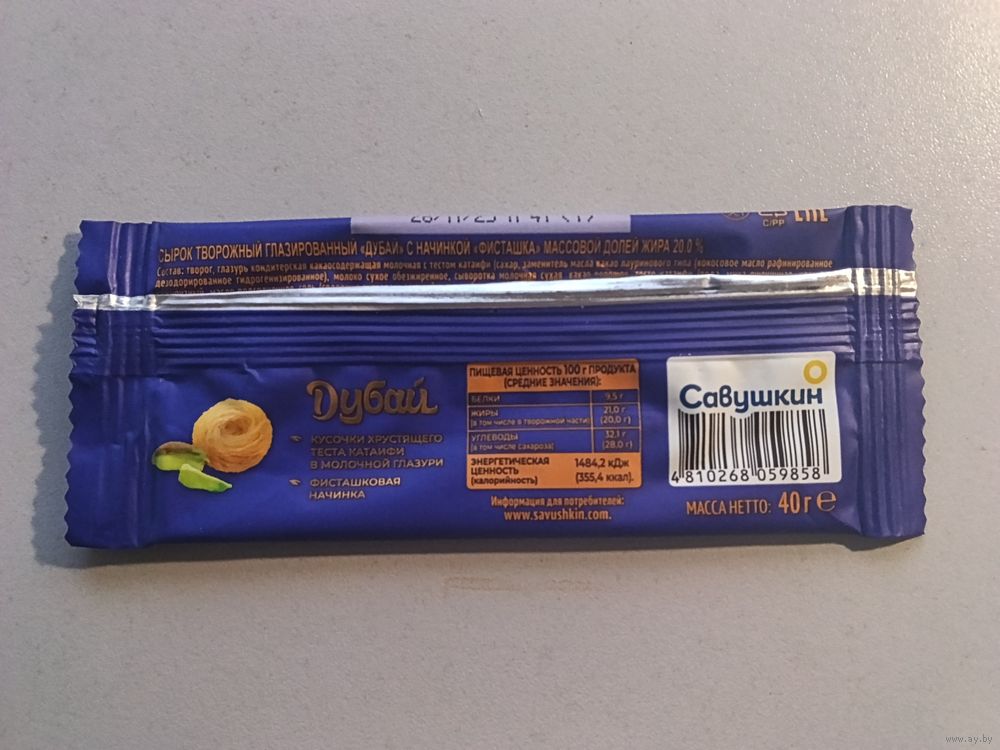 C/PP EAC
СЫРОК ТВОРОЖНЫЙ ГЛАЗИРОВАННЫЙ «ДУБАЙ» С НАЧИНКОЙ «ФИСТАШКА» МАССОВОЙ ДОЛЕЙ ЖИРА 20.0 %
Состав: творог, глазурь кондитерская какаосодержащая молочная с тестом катаифи (сахар, заменитель масла какао лауринового типа (кокосовое масло рафинированное
дезодорированное гидрогенизированное), молоко сухое обезжиренное, сыворотка молочная сухая,
Дубай
КУСОЧКИ ХРУСТЯЩЕГО
ТЕСТА КАТАИФИ
В МОЛОЧНОЙ ГЛАЗУРИ
ФИСТАШКОВАЯ
НАЧИНКА
ПИЩЕВАЯ ЦЕННОСТЬ 100 г ПРОДУКТА
(СРЕДНИЕ ЗНАЧЕНИЯ):
БЕЛКИ 9,5 г
ЖИРЫ 21,0 г
(в том числе в творожной части) (20,0 г)
УГЛЕВОДЫ 32,1 г
(в том числе сахароза) (28,0 г)
ЭНЕРГЕТИЧЕСКАЯ
ЦЕННОСТЬ
(калорийность)
1484,2 кДж
(355,4 ккал).
Информация для потребителей:
www.savushkin.com.
Савушкин
4 810268 059858
МАССА НЕТТО: 40 г ℮
www.ay.by